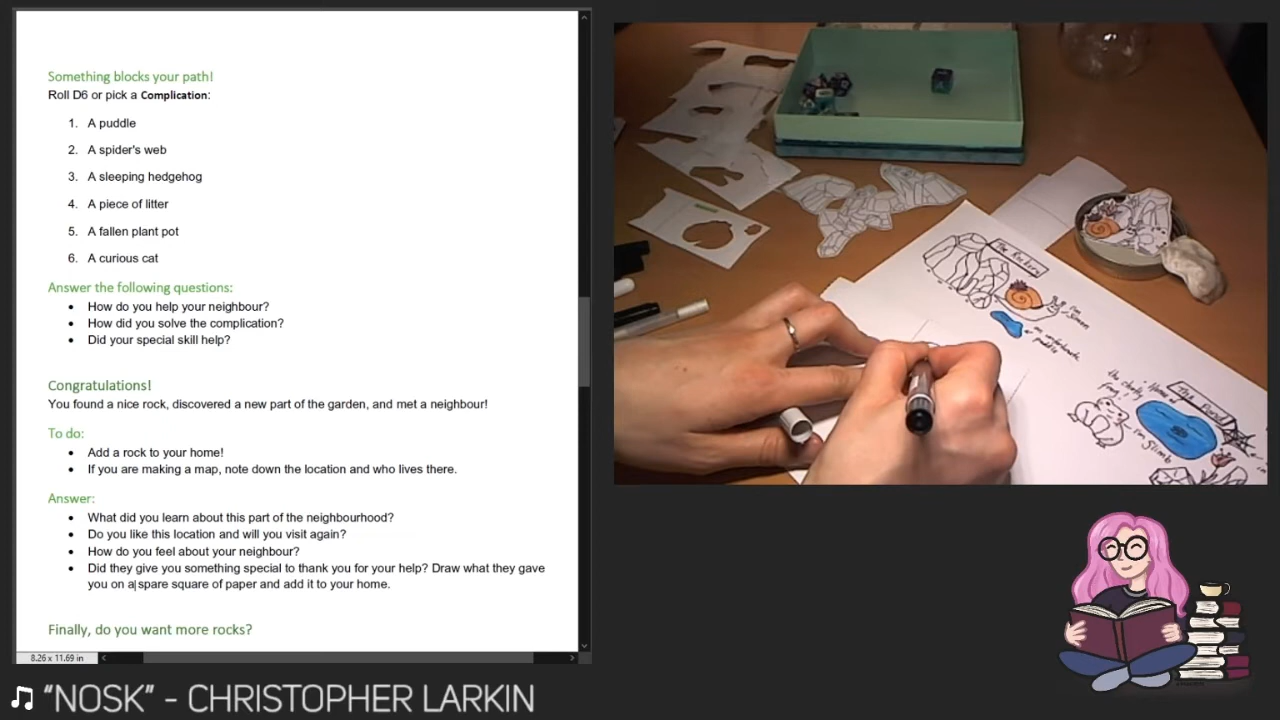 Something blocks your path!
Roll D6 or pick a Complication:
1. A puddle
2. A spider's web
3. A sleeping hedgehog
4. A piece of litter
5. A fallen plant pot
6. A curious cat
Answer the following questions:
• How do you help your neighbour?
• How did you solve the complication?
• Did your special skill help?
Congratulations!
You found a nice rock, discovered a new part of the garden, and met a neighbour!
To do:
• Add a rock to your home!
• If you are making a map, note down the location and who lives there.
Answer:
• What did you learn about this part of the neighbourhood?
• Do you like this location and will you visit again?
• How do you feel about your neighbour?
• Did they give you something special to thank you for your help? Draw what they gave
you on a spare square of paper and add it to your home.
Finally, do you want more rocks?
8.26 x 11.69 in
The Rockery
I'm
puddle
The Pond
the
frog
I'm
"NOSK" - CHRISTOPHER LARKIN